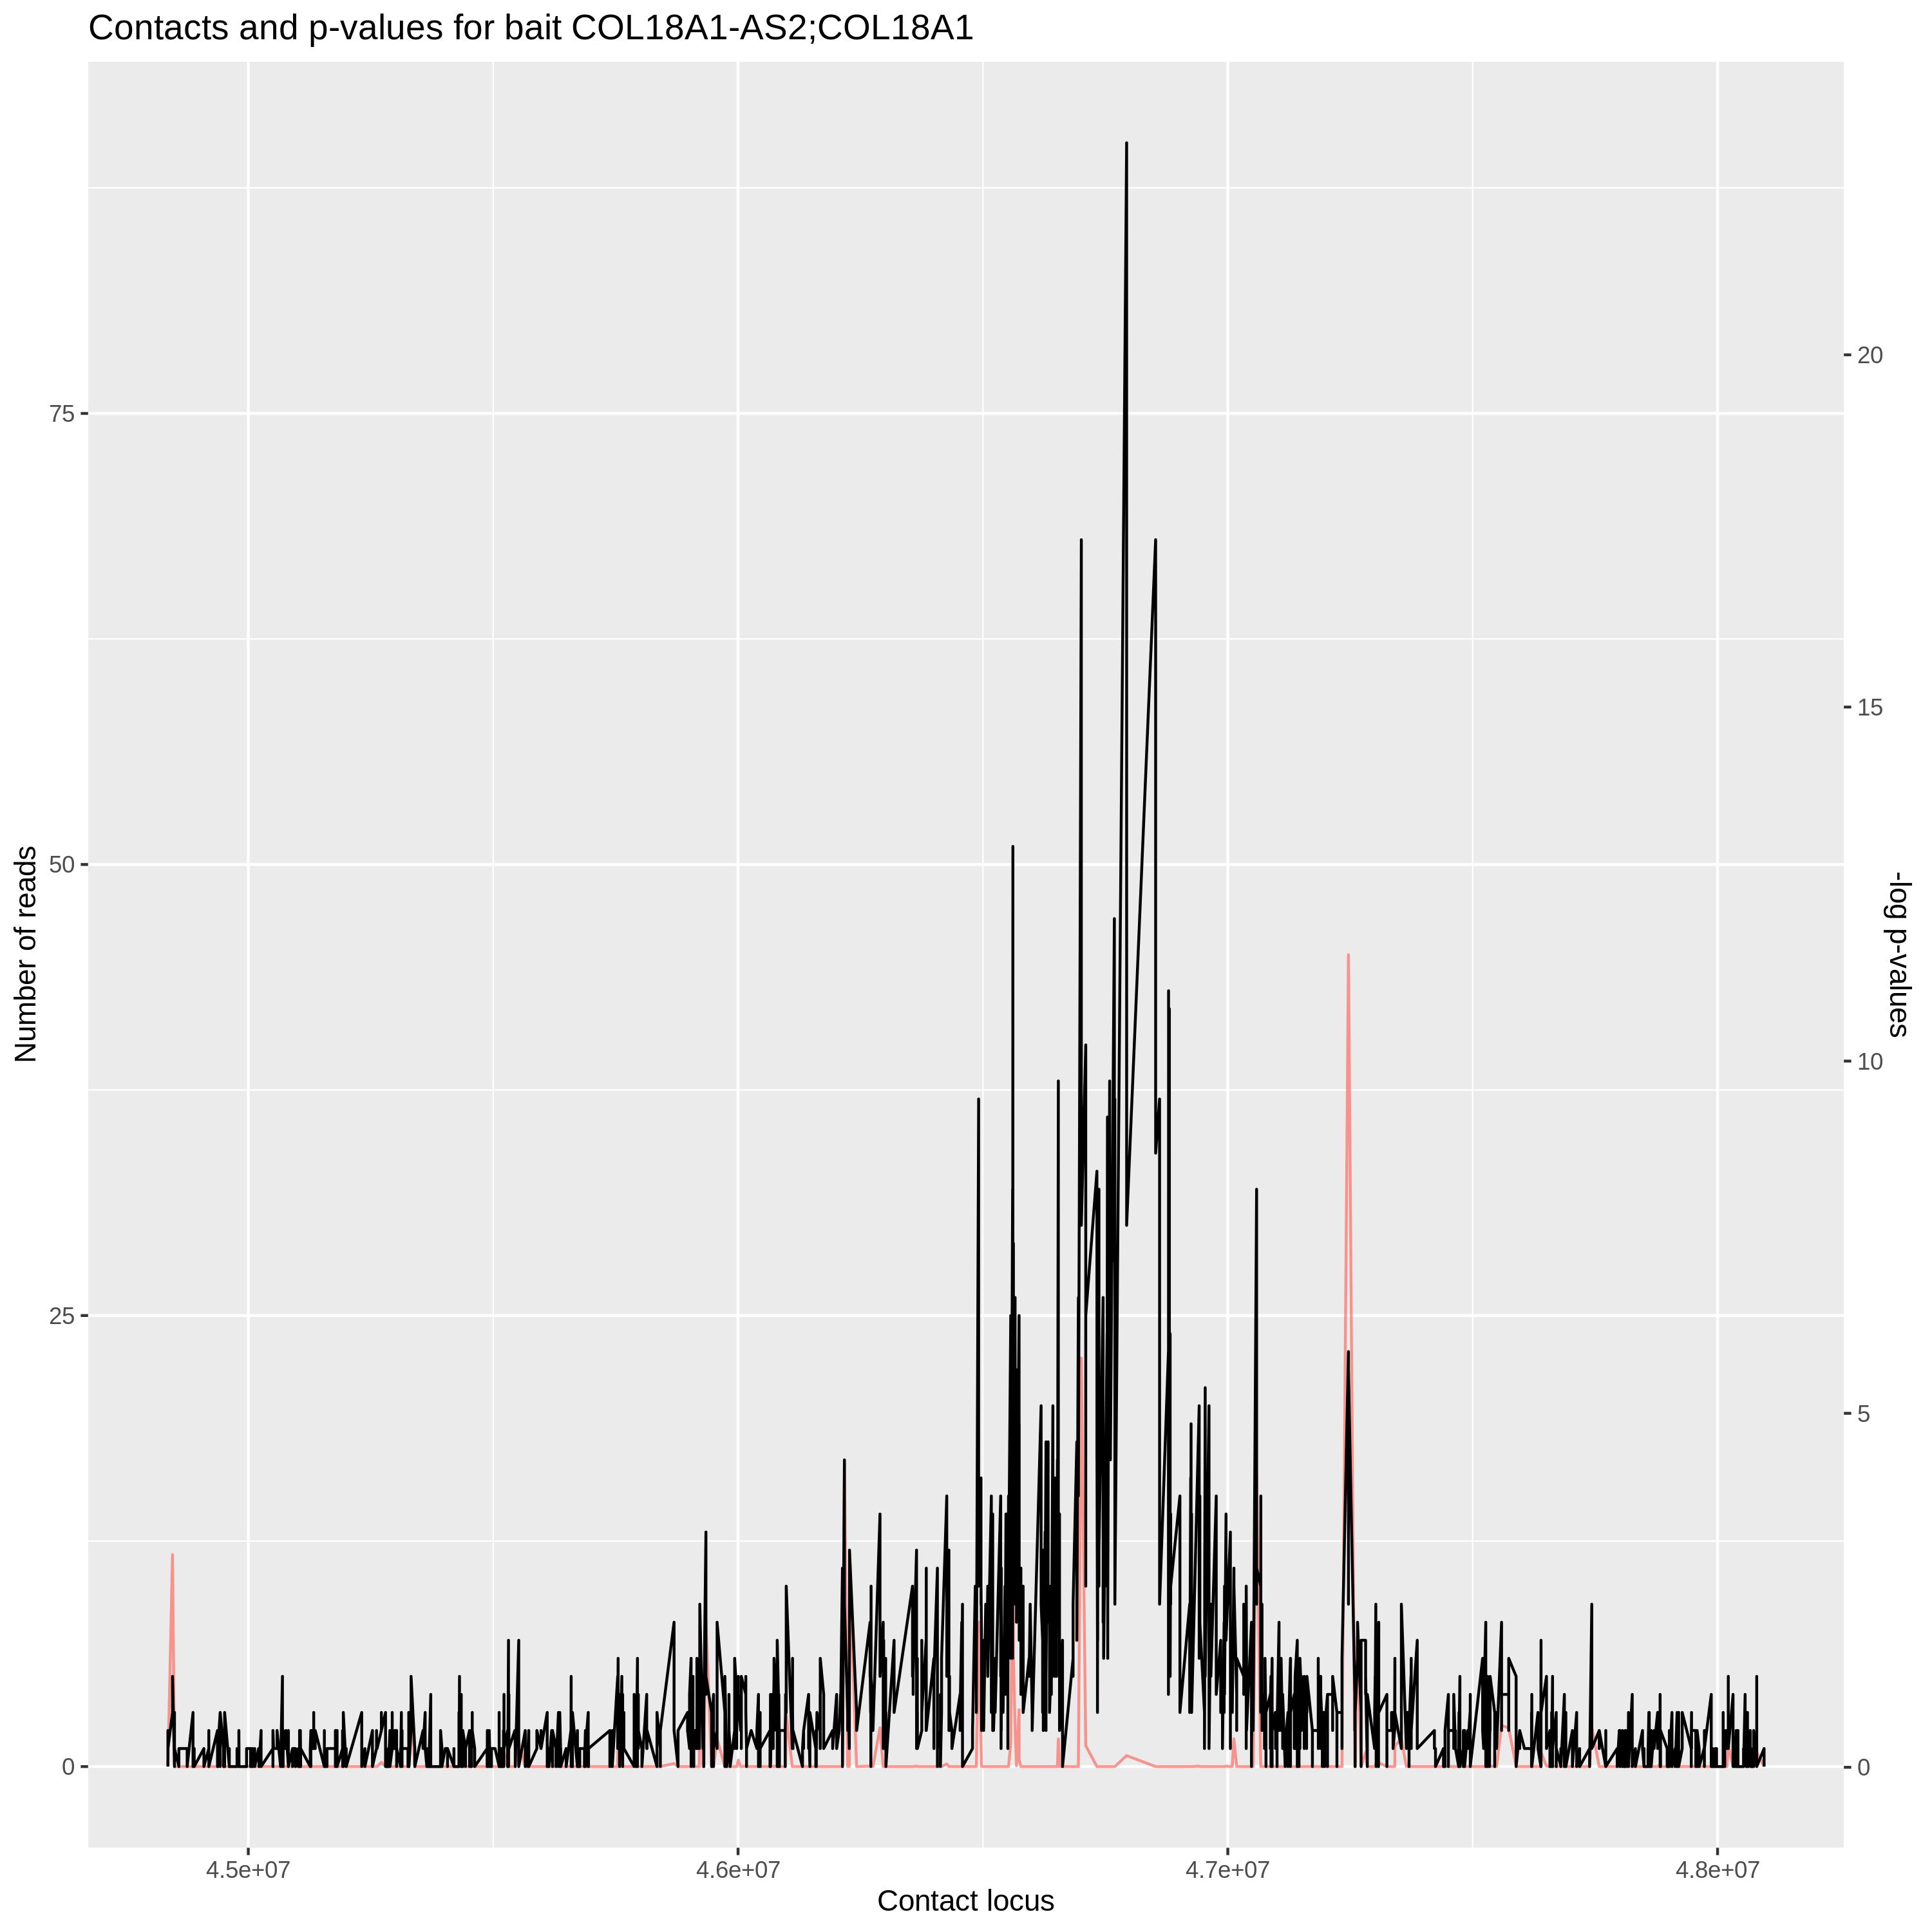 Contacts and p-values for bait COL18A1-AS2;COL18A1
Number of reads
75
50
25
0
20
15
10
5
0
-log p-values
4.5e+07
4.6e+07
4.7e+07
4.8e+07
Contact locus